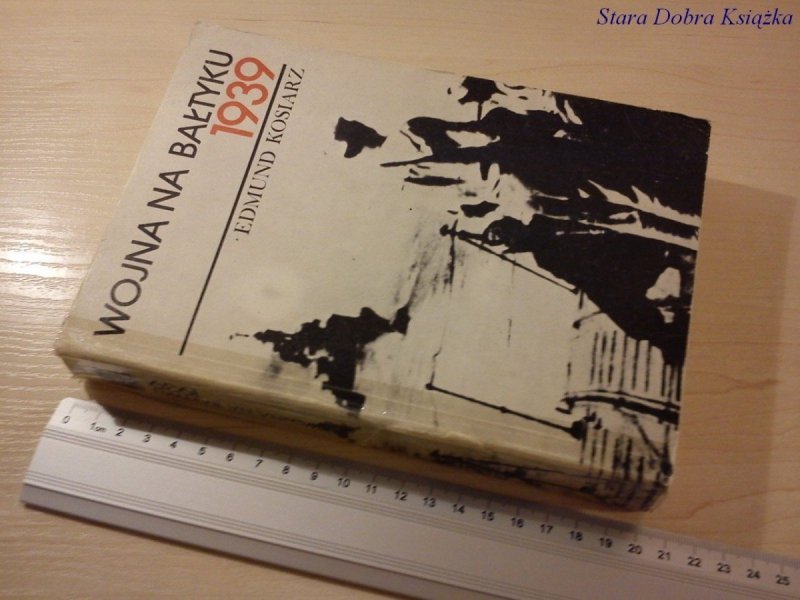 Stara Dobra Książka
WOJNA NA BAŁTYKU
1939
EDMUND KOSIARZ
0 1cm 2 3 4 5 6 7 8 9 10 11 12 13 14 15 16 17 18 19 20 21 22 23 24 25